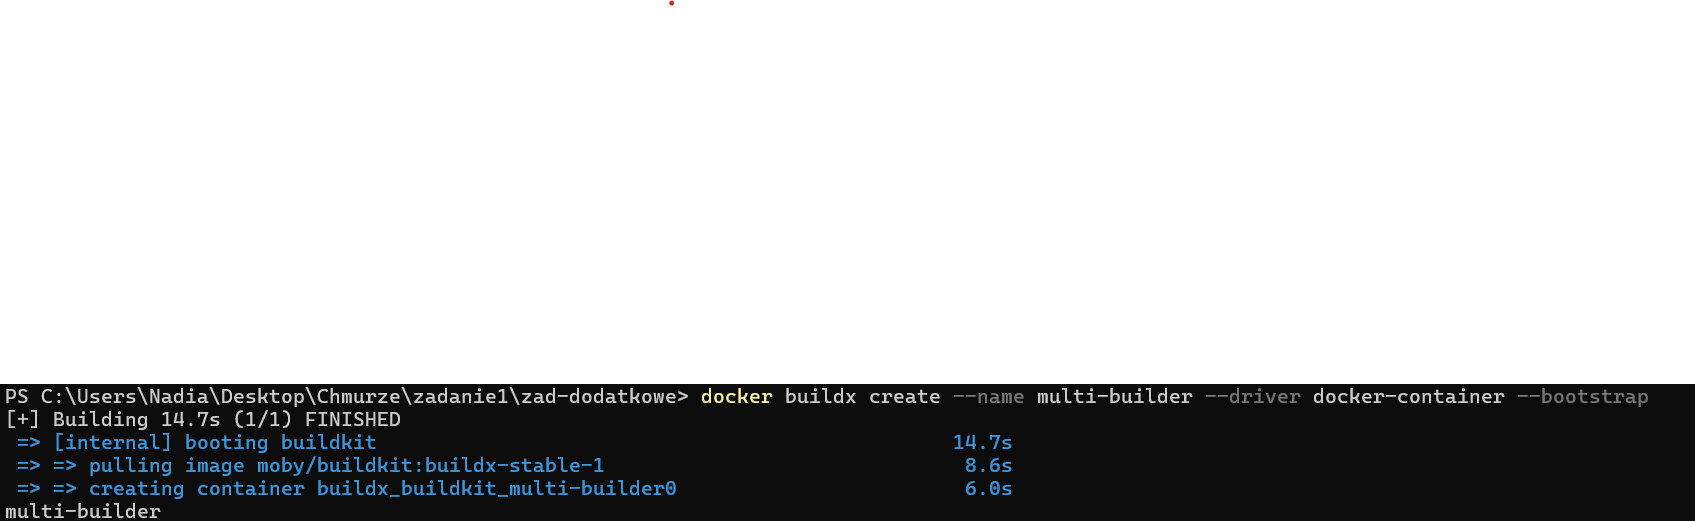 PS C:\Users\Nadia\Desktop\Chmurze\zadanie1\zad-dodatkowe> docker buildx create --name multi-builder --driver docker-container --bootstrap
[+] Building 14.7s (1/1) FINISHED
 => [internal] booting buildkit 14.7s
 => => pulling image moby/buildkit:buildx-stable-1 8.6s
 => => creating container buildx_buildkit_multi-builder0 6.0s
multi-builder